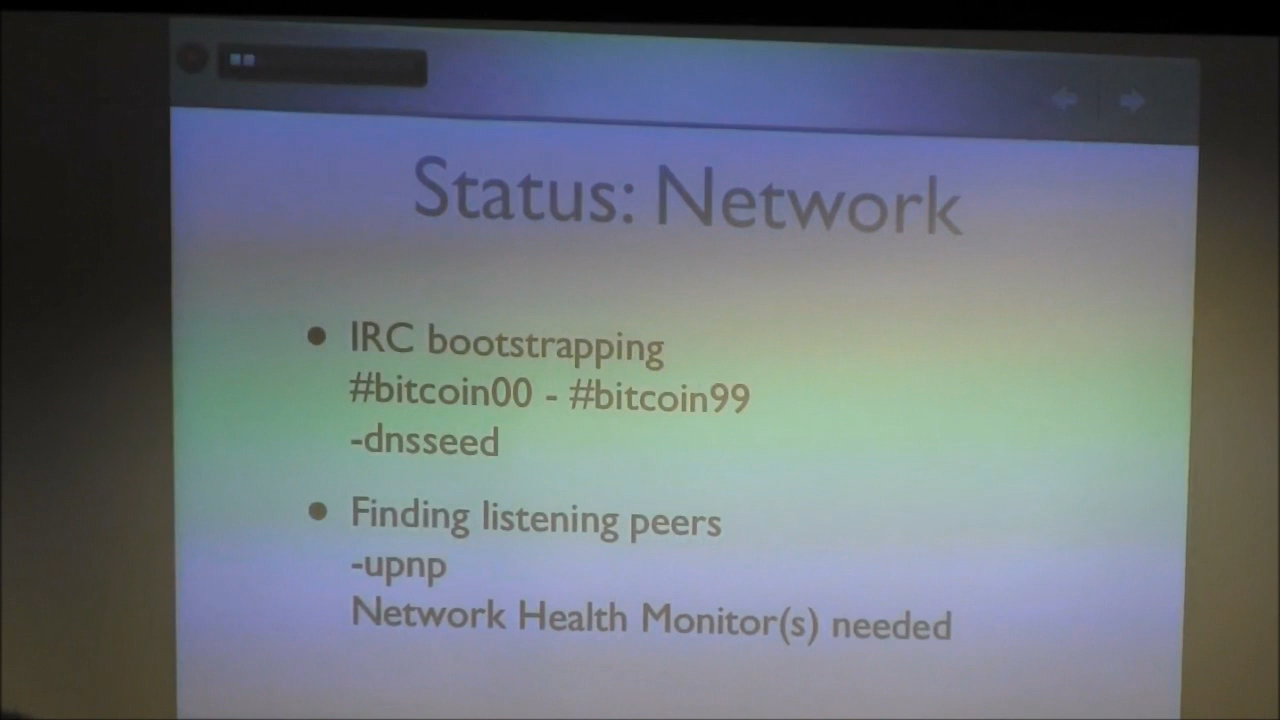 Status: Network
• IRC bootstrapping
#bitcoin00 - #bitcoin99
-dnsseed
• Finding listening peers
-upnp
Network Health Monitor(s) needed